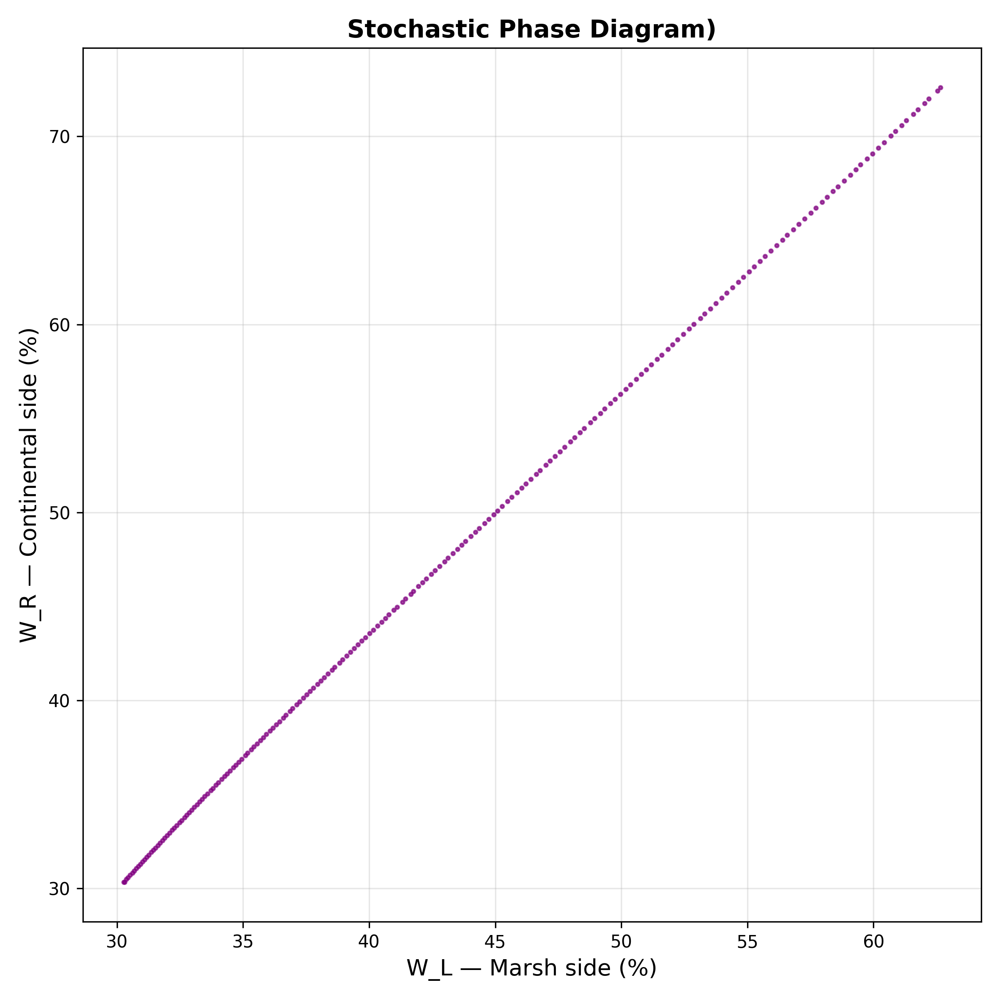 Stochastic Phase Diagram)
W_R — Continental side (%)
70
60
50
40
30
30 35 40 45 50 55 60
W_L — Marsh side (%)